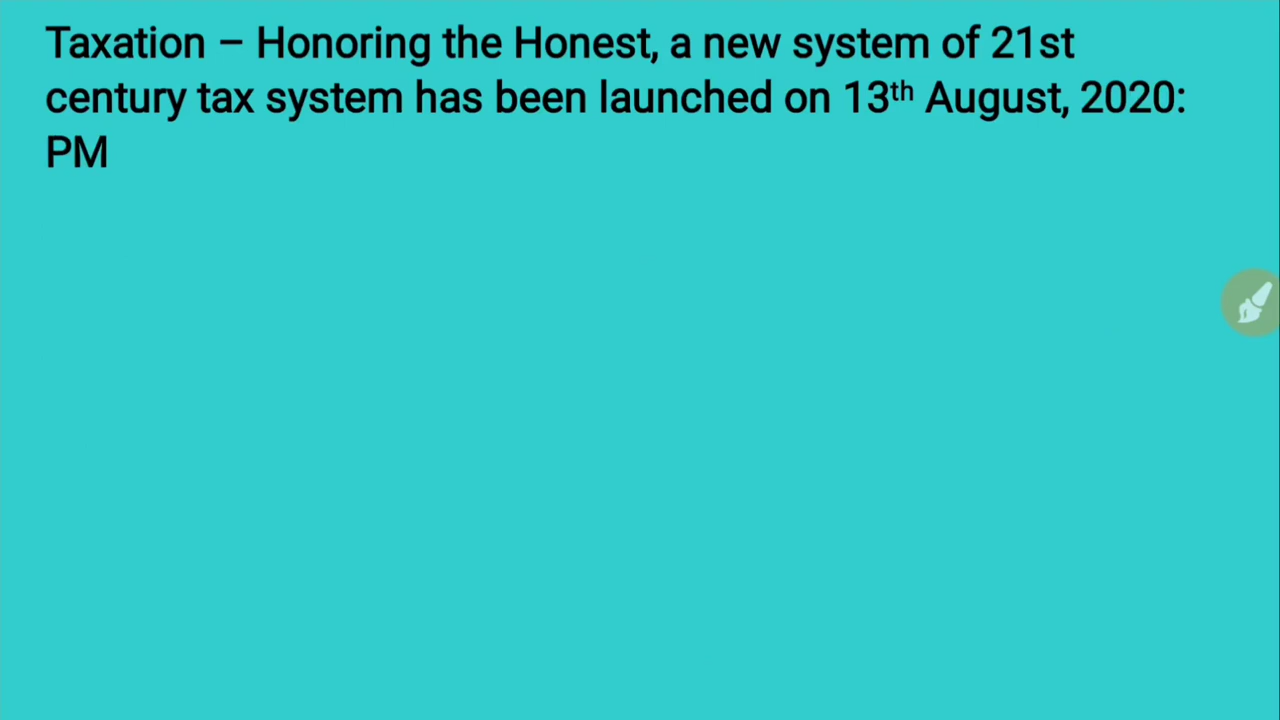 Taxation – Honoring the Honest, a new system of 21st
century tax system has been launched on 13th August, 2020:
PM